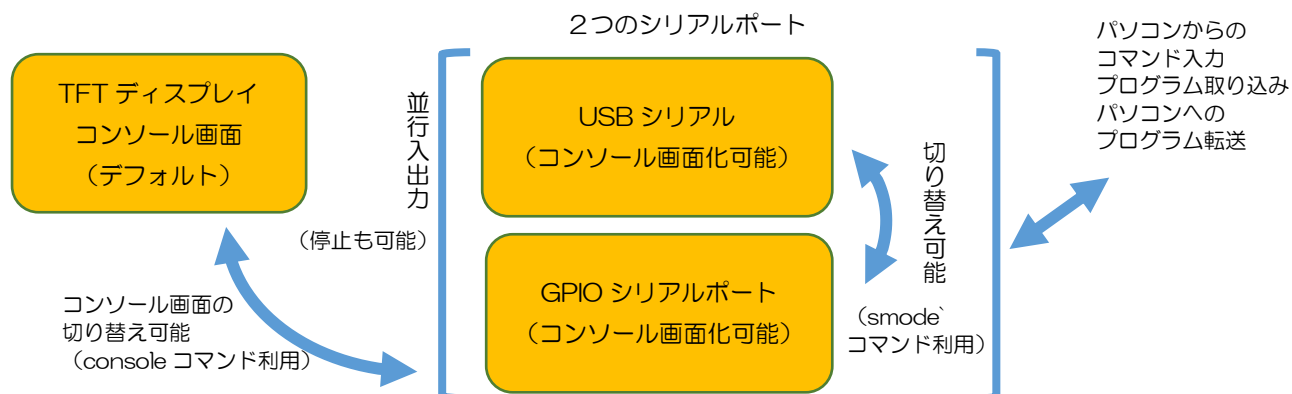 ２つのシリアルポート
TFT ディスプレイ
コンソール画面
（デフォルト）
並行入出力
（停止も可能）
USB シリアル
（コンソール画面化可能）
GPIO シリアルポート
（コンソール画面化可能）
切り替え可能
（smode`
コマンド利用）
コンソール画面の
切り替え可能
（console コマンド利用）
パソコンからの
コマンド入力
プログラム取り込み
パソコンへの
プログラム転送